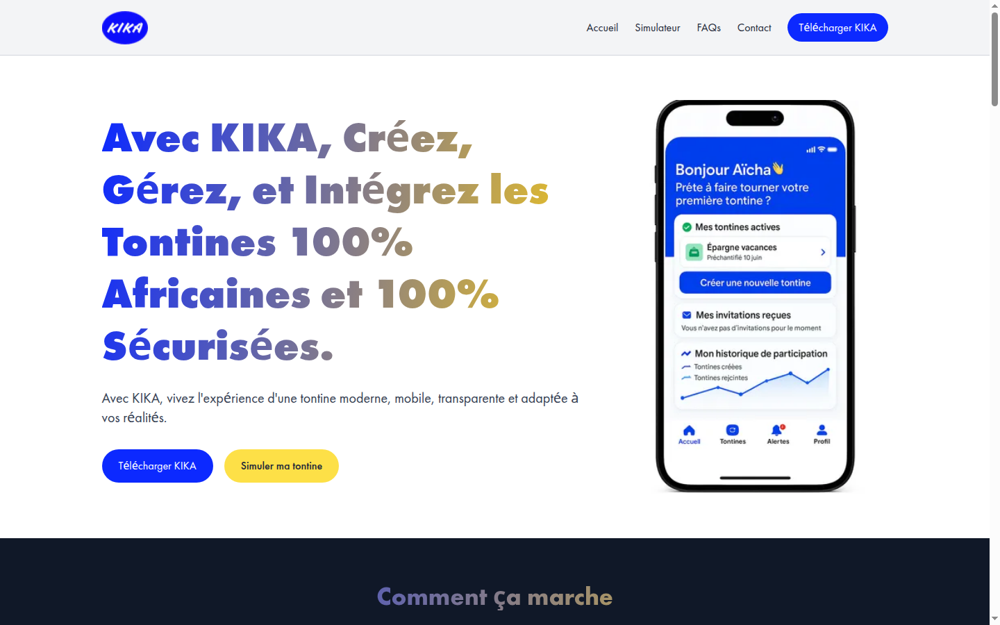 KIKA
Accueil
Simulateur
FAQs
Contact
Télécharger KIKA
Avec KIKA, Créez,
Gérez, et Intégrez les
Tontines 100%
Africaines et 100%
Sécurisées.
Avec KIKA, vivez l'expérience d'une tontine moderne, mobile, transparente et adaptée à
vos réalités.
Télécharger KIKA
Simuler ma tontine
Bonjour Aïcha👋
Préte à faire tourner votre
première tontine ?
Mes tontines actives
Épargne vacances
Préchantifié 10 juin
Créer une nouvelle tontine
Mes invitations reçues
Vous n'avez pas d'invitations pour le moment
Mon historique de participation
Tontines créèes
Tontines rejcintes
Accueil
Tontines
Alertes
Profil
Comment ça marche